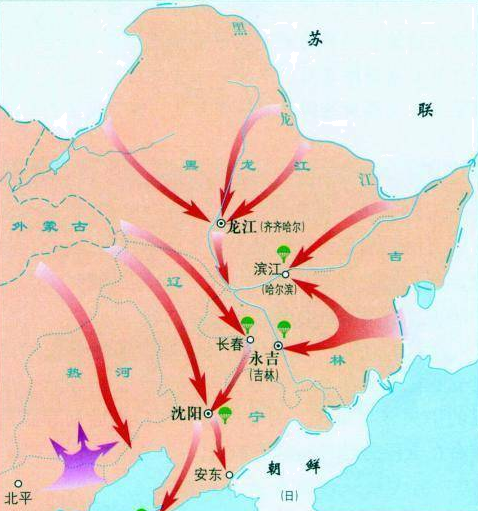 苏
联
黑
龙
江
黑龙江
外蒙古
龙江(齐齐哈尔)
吉
林
滨江
(哈尔滨)
辽
宁
长春
永吉
(吉林)
热河
沈阳
安东
朝鲜
(日)
北平